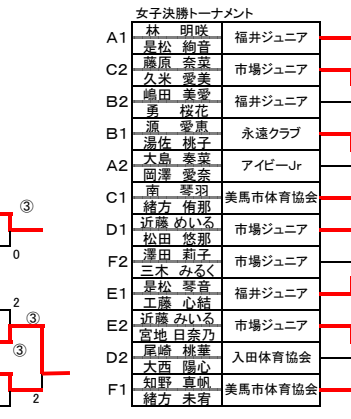 女子決勝トーナメント
A1 林 明咲 福井ジュニア
是松 絢音
C2 藤原 奈菜 市場ジュニア
久米 愛美
B2 嶋田 美愛 福井ジュニア
勇 桜花
B1 源 愛恵 永遠クラブ
湯佐 桃子
A2 大島 奏菜 アイビーJr
岡澤 愛奈
C1 南 琴羽 美馬市体育協会
緒方 侑那
③
D1 近藤 めいる 市場ジュニア
松田 悠那
0
F2 澤田 莉子 市場ジュニア
三木 みるく
E1 是松 琴音 福井ジュニア
工藤 心結
2
③
E2 近藤 みいる 市場ジュニア
宮地 日奈乃
③
D2 尾崎 桃華 入田体育協会
大西 陽心
F1 知野 真帆 美馬市体育協会
緒方 未宥
2